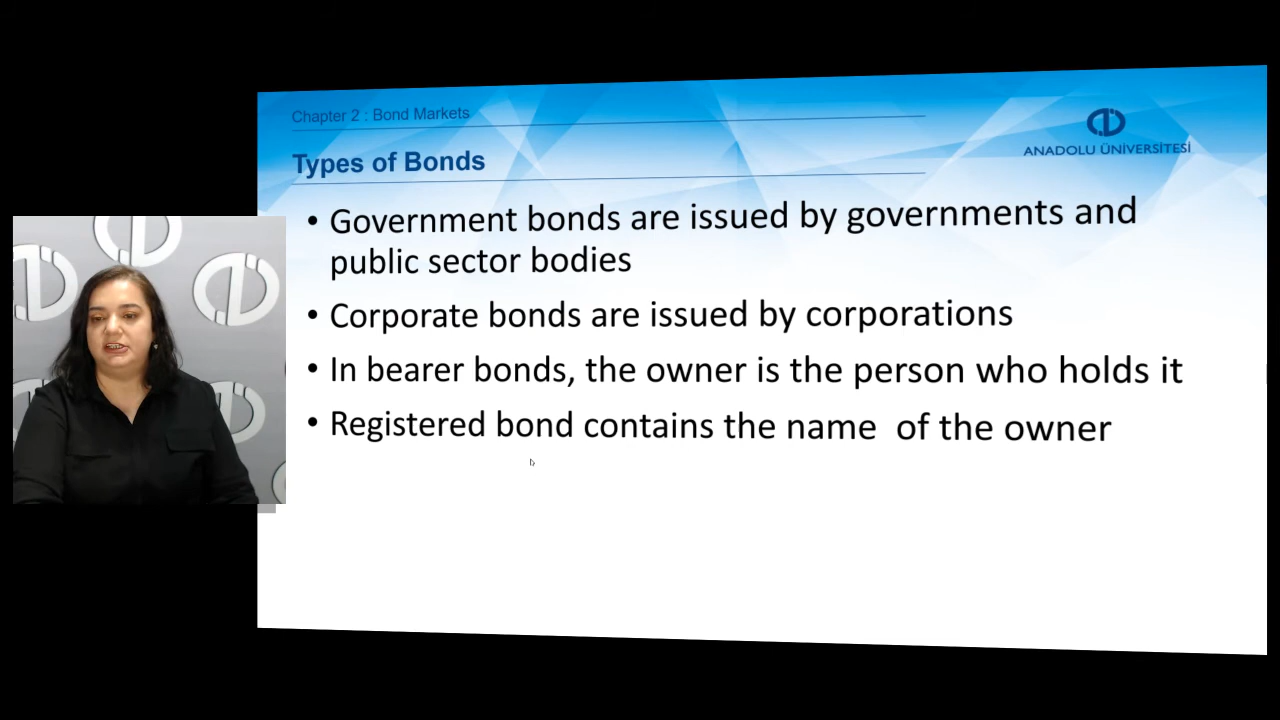 Chapter 2 : Bond Markets
ANADOLU ÜNİVERSİTESİ
Types of Bonds
• Government bonds are issued by governments and
public sector bodies
• Corporate bonds are issued by corporations
• In bearer bonds, the owner is the person who holds it
• Registered bond contains the name of the owner